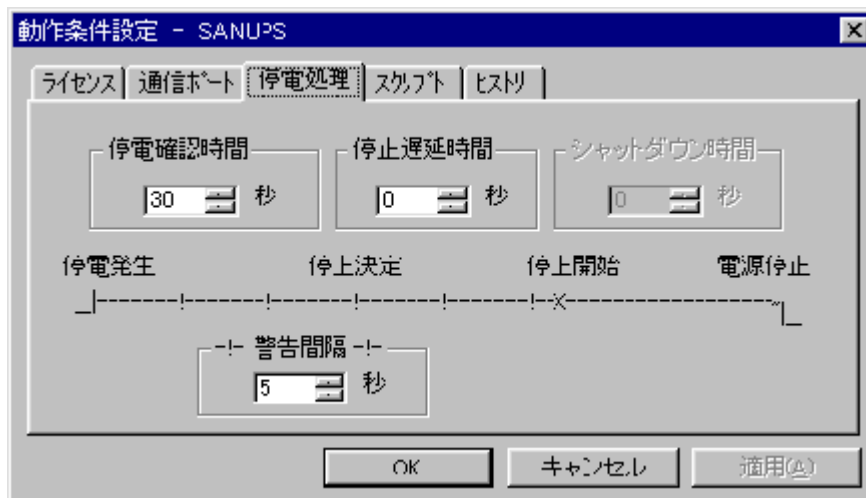 動作条件設定 - SANUPS
ライセンス 通信ポート 停電処理 スクリプト ヒストリ
停電確認時間 停止遅延時間 シャットダウン時間
30 秒 0 秒 0 秒
停電発生 停止決定 停止開始 電源停止
-!- 警告間隔 -!-
5 秒
OK キャンセル 適用(A)